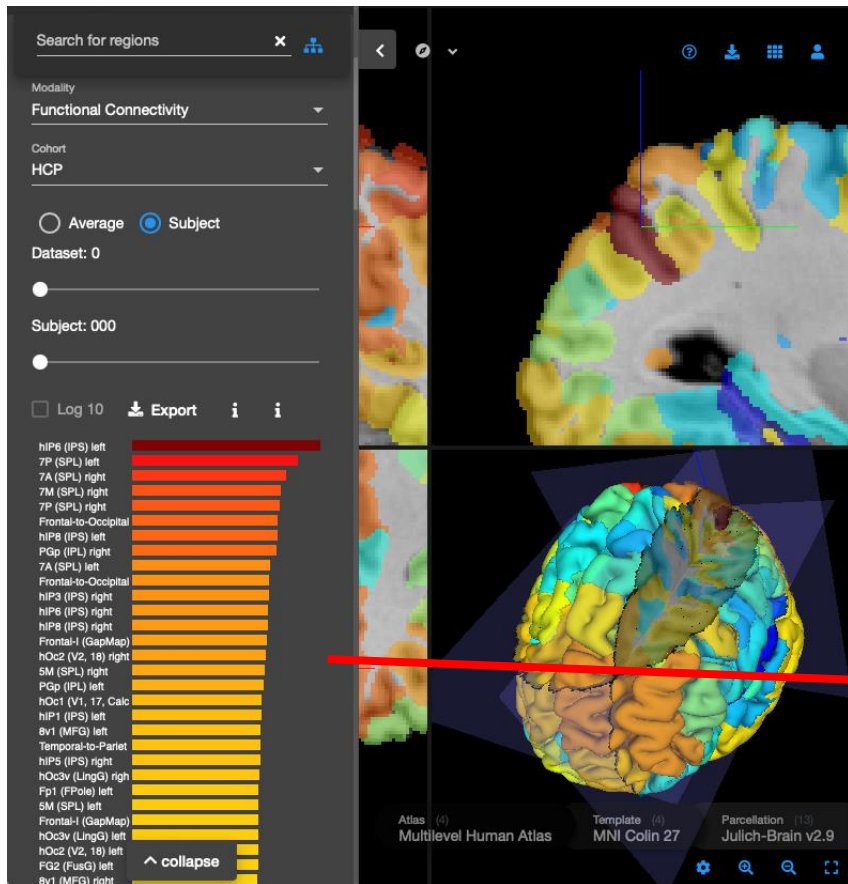 Search for regions
Modality
Functional Connectivity
Cohort
HCP
Average
Subject
Dataset: 0
Subject: 000
Log 10
Export
i
i
hIP6 (IPS) left
7P (SPL) left
7A (SPL) right
7M (SPL) right
7P (SPL) right
Frontal-to-Occipital
hIP8 (IPS) left
PGp (IPL) right
7A (SPL) left
Frontal-to-Occipital
hIP3 (IPS) right
hIP6 (IPS) right
hIP8 (IPS) right
Frontal-I (GapMap)
hOc2 (V2, 18) right
5M (SPL) right
PGp (IPL) left
hOc1 (V1, 17, Calc
hIP1 (IPS) left
8v1 (MFG) left
Temporal-to-Pariet
hIP5 (IPS) right
hOc3v (LingG) righ
Fp1 (FPole) left
5M (SPL) left
Frontal-I (GapMap)
hOc3v (LingG) left
hOc2 (V2, 18) left
FG2 (FusG) left
8v1 (MFG) right
collapse
Atlas (4)
Multilevel Human Atlas
Template (4)
MNI Colin 27
Parcellation (13)
Julich-Brain v2.9